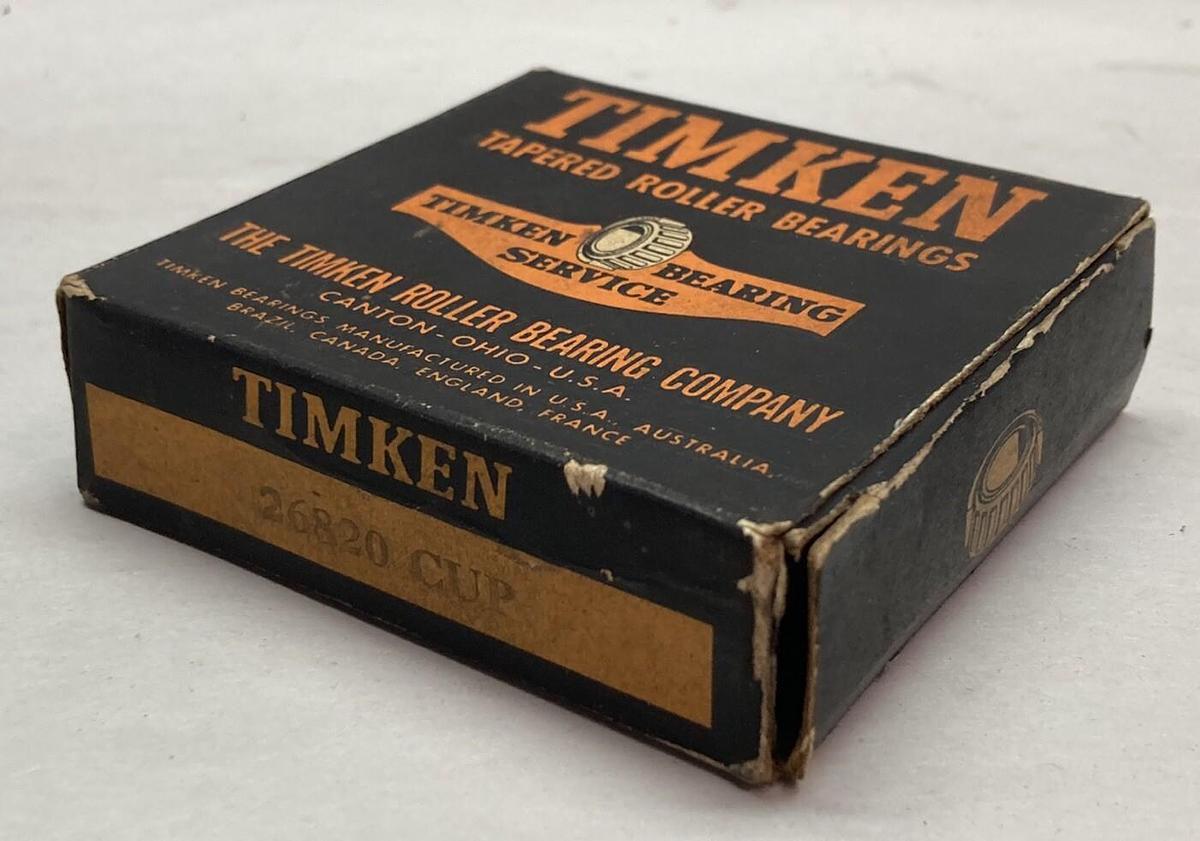 TIMKEN
TAPERED ROLLER BEARINGS
TIMKEN BEARING
SERVICE
THE TIMKEN ROLLER BEARING COMPANY
CANTON - OHIO - U.S.A.
TIMKEN BEARINGS MANUFACTURED IN U.S.A., AUSTRALIA,
BRAZIL, CANADA, ENGLAND, FRANCE
TIMKEN
26820 CUP